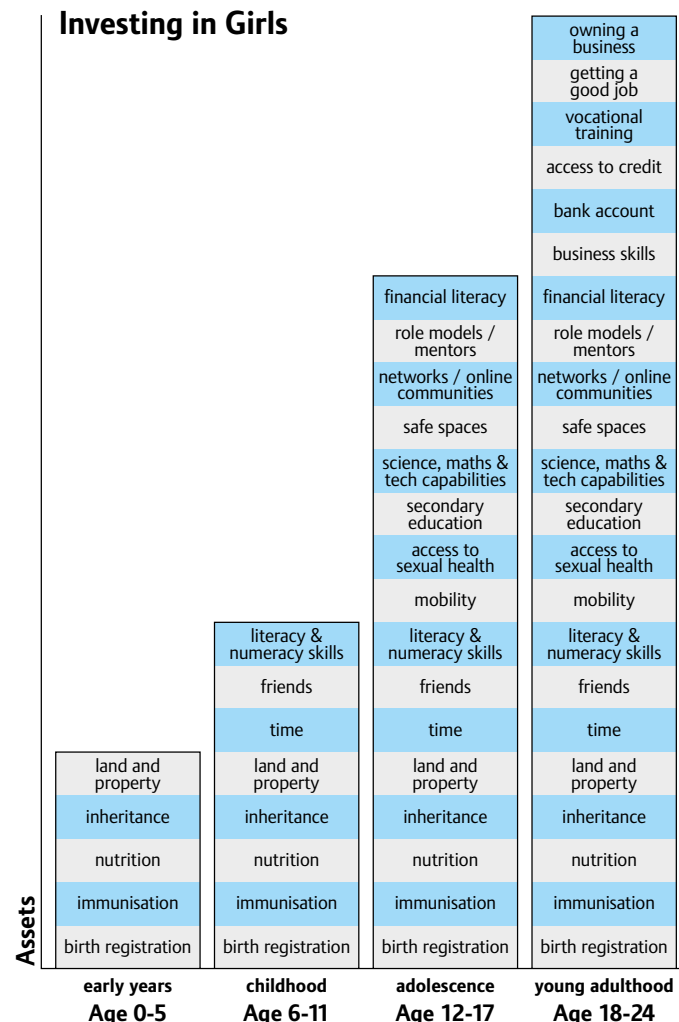 Investing in Girls
Assets
land and
property
inheritance
nutrition
immunisation
birth registration
early years
Age 0-5
literacy &
numeracy skills
friends
time
land and
property
inheritance
nutrition
immunisation
birth registration
childhood
Age 6-11
financial literacy
role models /
mentors
networks / online
communities
safe spaces
science, maths &
tech capabilities
secondary
education
access to
sexual health
mobility
literacy &
numeracy skills
friends
time
land and
property
inheritance
nutrition
immunisation
birth registration
adolescence
Age 12-17
owning a
business
getting a
good job
vocational
training
access to credit
bank account
business skills
financial literacy
role models /
mentors
networks / online
communities
safe spaces
science, maths &
tech capabilities
secondary
education
access to
sexual health
mobility
literacy &
numeracy skills
friends
time
land and
property
inheritance
nutrition
immunisation
birth registration
young adulthood
Age 18-24